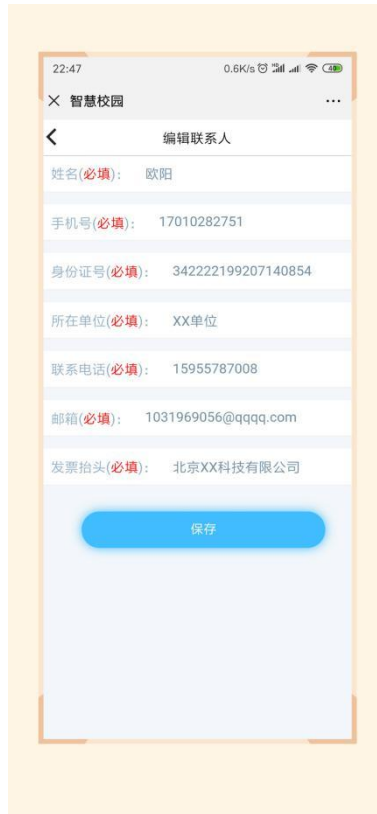 22:47 0.6K/s 40
智慧校园 ...
编辑联系人
姓名(必填): 欧阳
手机号(必填): 17010282751
身份证号(必填): 342222199207140854
所在单位(必填): XX单位
联系电话(必填): 15955787008
邮箱(必填): 1031969056@qqqq.com
发票抬头(必填): 北京XX科技有限公司
保存